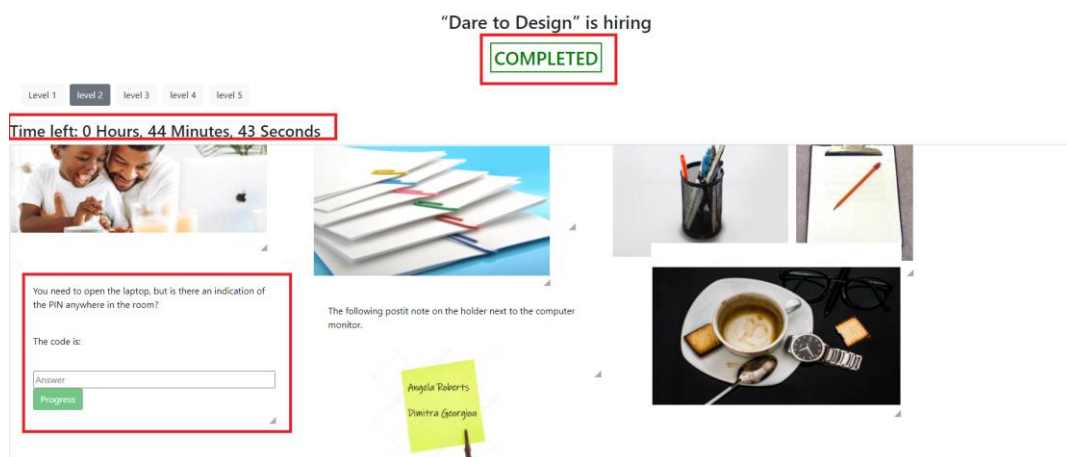 “Dare to Design” is hiring
COMPLETED
Level 1 level 2 level 3 level 4 level 5
Time left: 0 Hours, 44 Minutes, 43 Seconds
You need to open the laptop, but is there an indication of
the PIN anywhere in the room?
The code is:
Answer
Progress
The following postit note on the holder next to the computer
monitor.
Angela Roberts
Dimitra Georgiou